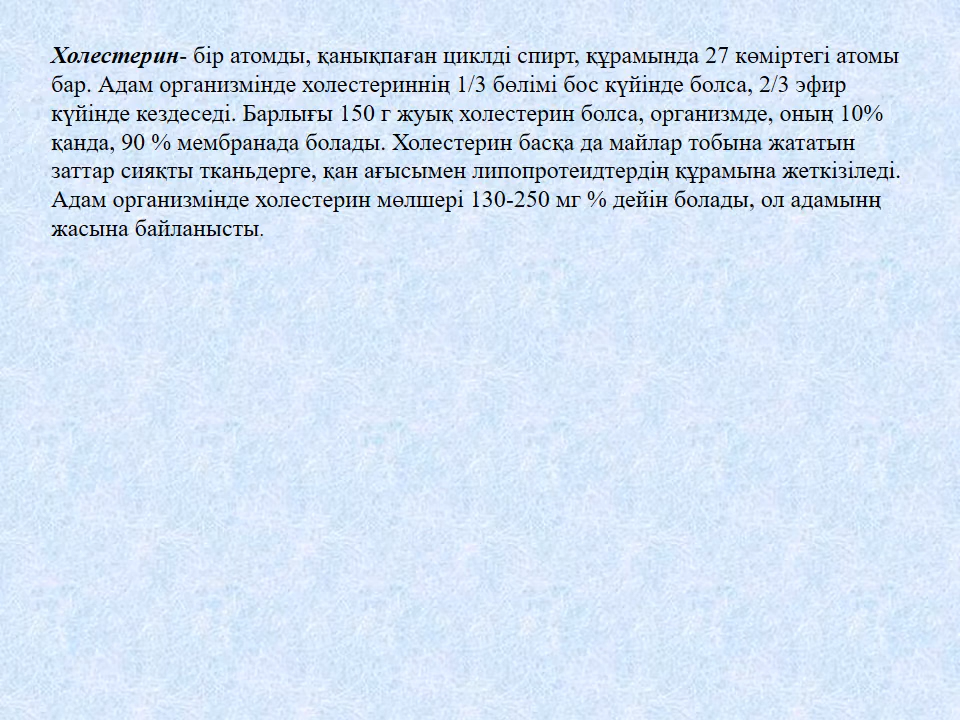 Холестерин- бір атомды, қанықпаған циклді спирт, құрамында 27 көміртегі атомы
бар. Адам организмінде холестериннің 1/3 бөлімі бос күйінде болса, 2/3 эфир
күйінде кездеседі. Барлығы 150 г жуық холестерин болса, организмде, оның 10%
қанда, 90 % мембранада болады. Холестерин басқа да майлар тобына жататын
заттар сияқты тканьдерге, қан ағысымен липопротеидтердің құрамына жеткізіледі.
Адам организмінде холестерин мөлшері 130-250 мг % дейін болады, ол адамынң
жасына байланысты.